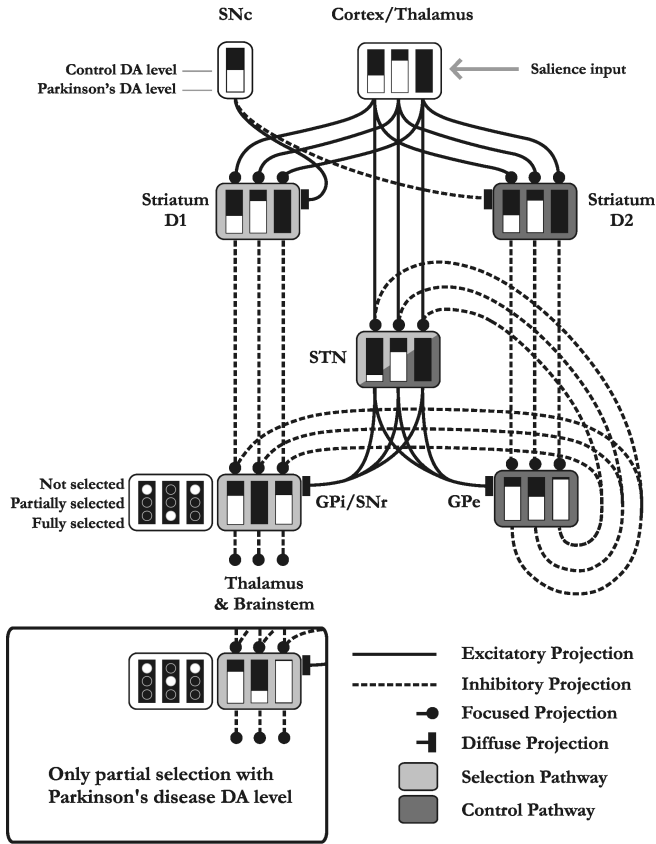 SNc
Cortex/Thalamus
Control DA level
Parkinson's DA level
Salience input
Striatum
D1
Striatum
D2
STN
Not selected
Partially selected
Fully selected
GPi/SNr
GPe
Thalamus
& Brainstem
Only partial selection with
Parkinson's disease DA level
Excitatory Projection
Inhibitory Projection
Focused Projection
Diffuse Projection
Selection Pathway
Control Pathway